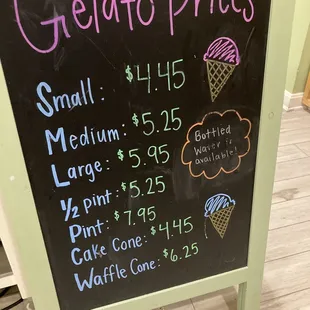 Gelato Prices
Small: $4.45
Medium: $5.25
Large: $5.95
Bottled
Water is
available!
½ pint: $5.25
Pint: $7.95
Cake Cone: $4.45
Waffle Cone: $6.25